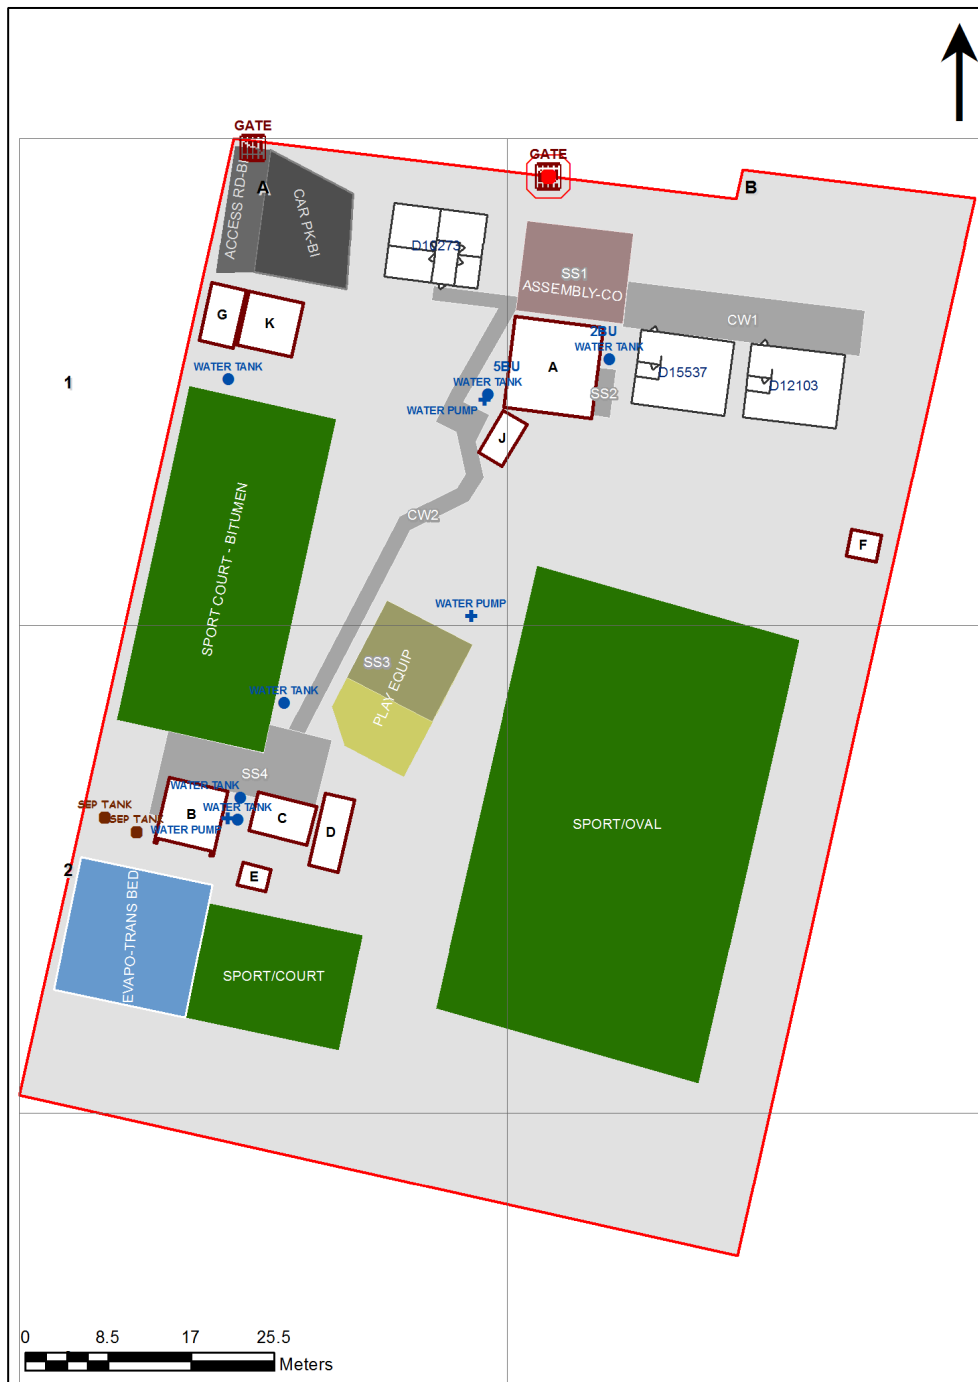 GATE
GATE
A
B
ACCESS RD-BI
CAR PK-BI
D10273
SS1
ASSEMBLY-CO
CW1
G
K
2BU
WATER TANK
A
5BU
WATER TANK
WATER TANK
D15537
D12103
1
SS2
WATER PUMP
J
CW2
SPORT COURT - BITUMEN
F
WATER PUMP
SS3
PLAY EQUIP
WATER TANK
SS4
WATER TANK
SEP TANK
SEP TANK
B
WATER TANK
WATER PUMP
C
D
SPORT/OVAL
2
E
EVAPO-TRANS BED
SPORT/COURT
0 8.5 17 25.5
Meters